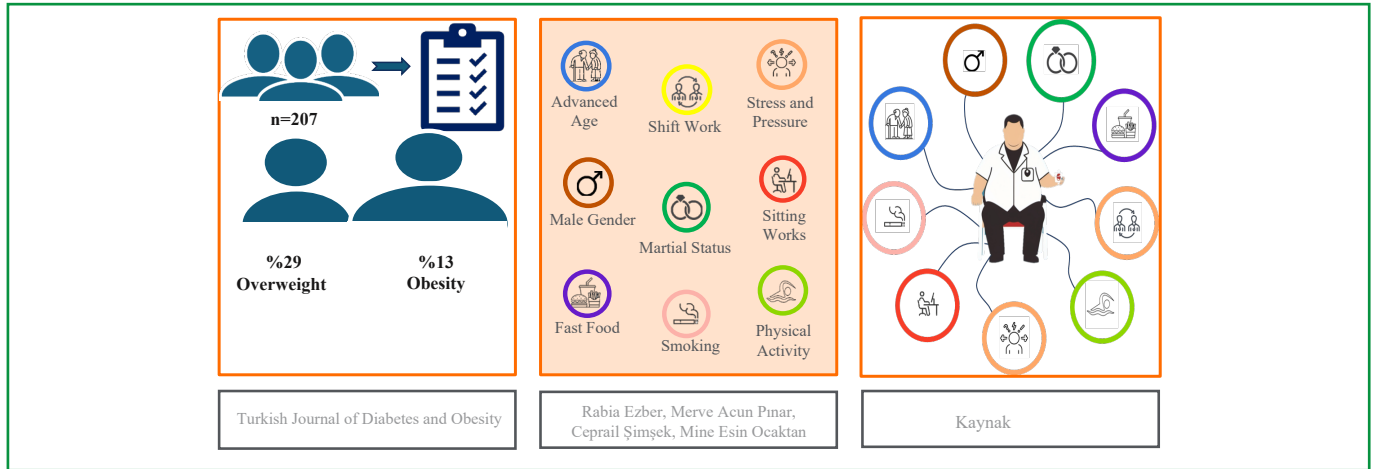 n=207
%29
Overweight
%13
Obesity
Advanced
Age
Shift Work
Stress and
Pressure
Male Gender
Martial Status
Sitting
Works
Fast Food
Smoking
Physical
Activity
Turkish Journal of Diabetes and Obesity
Rabia Ezber, Merve Acun Pınar,
Ceprail Şimşek, Mine Esin Ocaktan
Kaynak